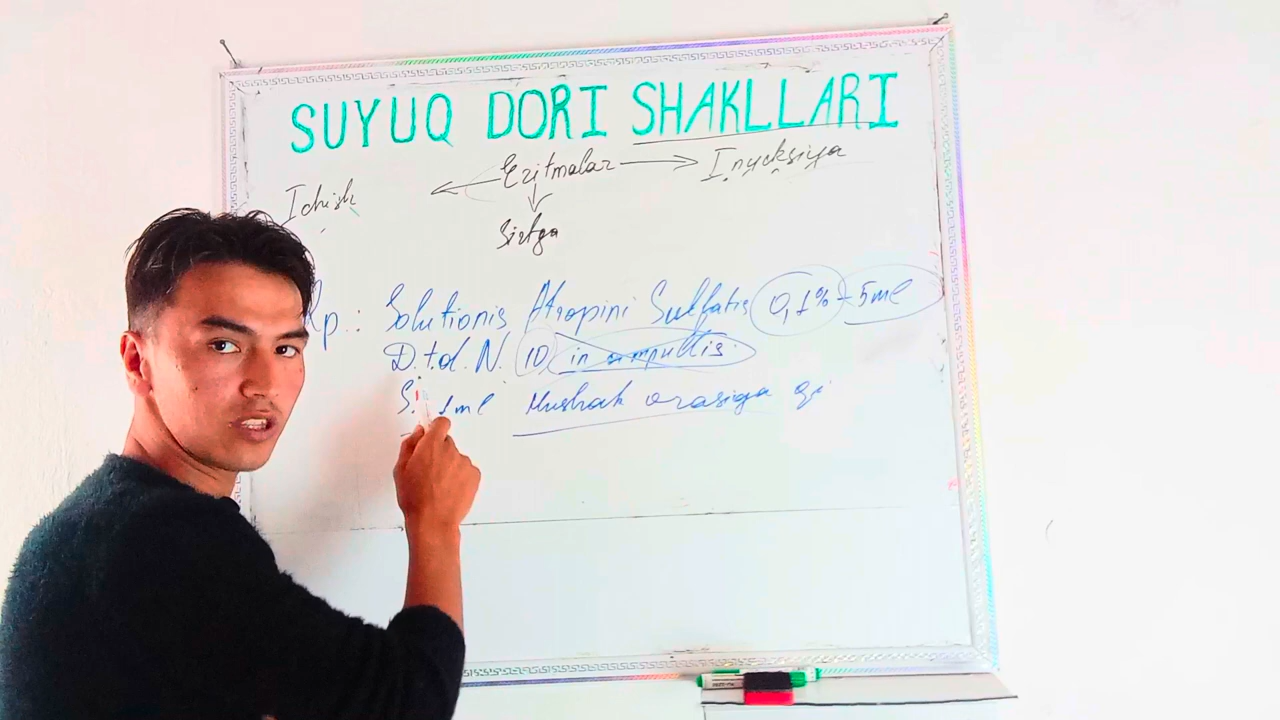 SUYUQ DORI SHAKLLARI
Ichish ← Eritmalar → Inyeksiya
↓
Sirtga
Rp.: Solutionis Atropini Sulfatis 0,1% - 5ml
D.t.d. N. 10 in ampullis.
S. 1ml Mushak orasiga